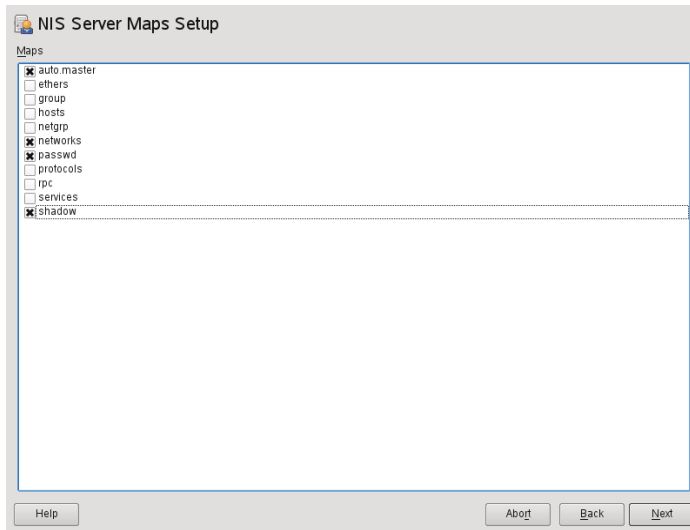 NIS Server Maps Setup
Maps
auto.master
ethers
group
hosts
netgrp
networks
passwd
protocols
rpc
services
shadow
Help Abort Back Next